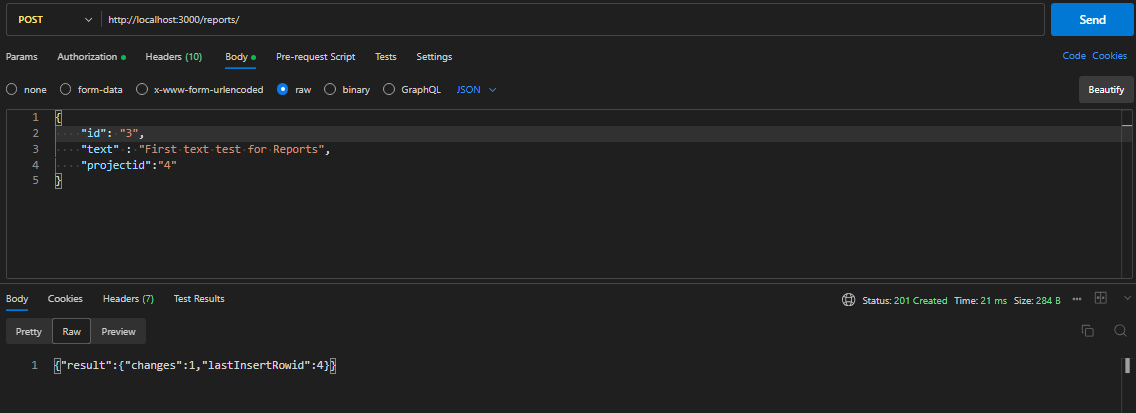 POST http://localhost:3000/reports/ Send
Params Authorization Headers (10) Body Pre-request Script Tests Settings Code Cookies
none form-data x-www-form-urlencoded raw binary GraphQL JSON Beautify
1 {
2 "id": "3",
3 "text" : "First text test for Reports",
4 "projectid":"4"
5 }
Body Cookies Headers (7) Test Results Status: 201 Created Time: 21 ms Size: 284 B
Pretty Raw Preview
1 {"result":{"changes":1,"lastInsertRowid":4}}